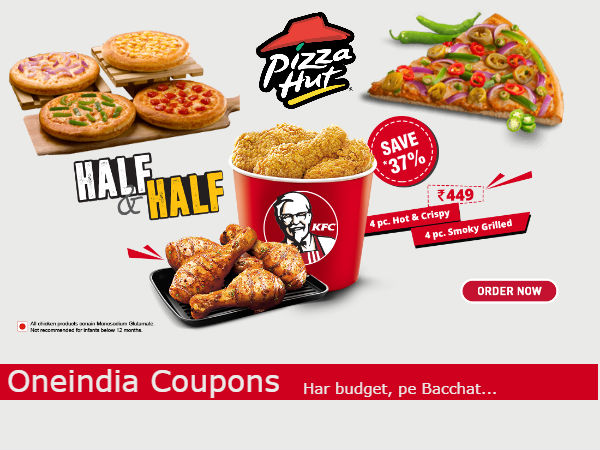 Pizza
Hut
SAVE
*37%
HALF
& HALF
KFC
₹449
4 pc. Hot & Crispy
4 pc. Smoky Grilled
ORDER NOW
All chicken products conain Monosodium Glutamate.
Not recommended for infants below 12 months.
Oneindia Coupons
Har budget, pe Bacchat...